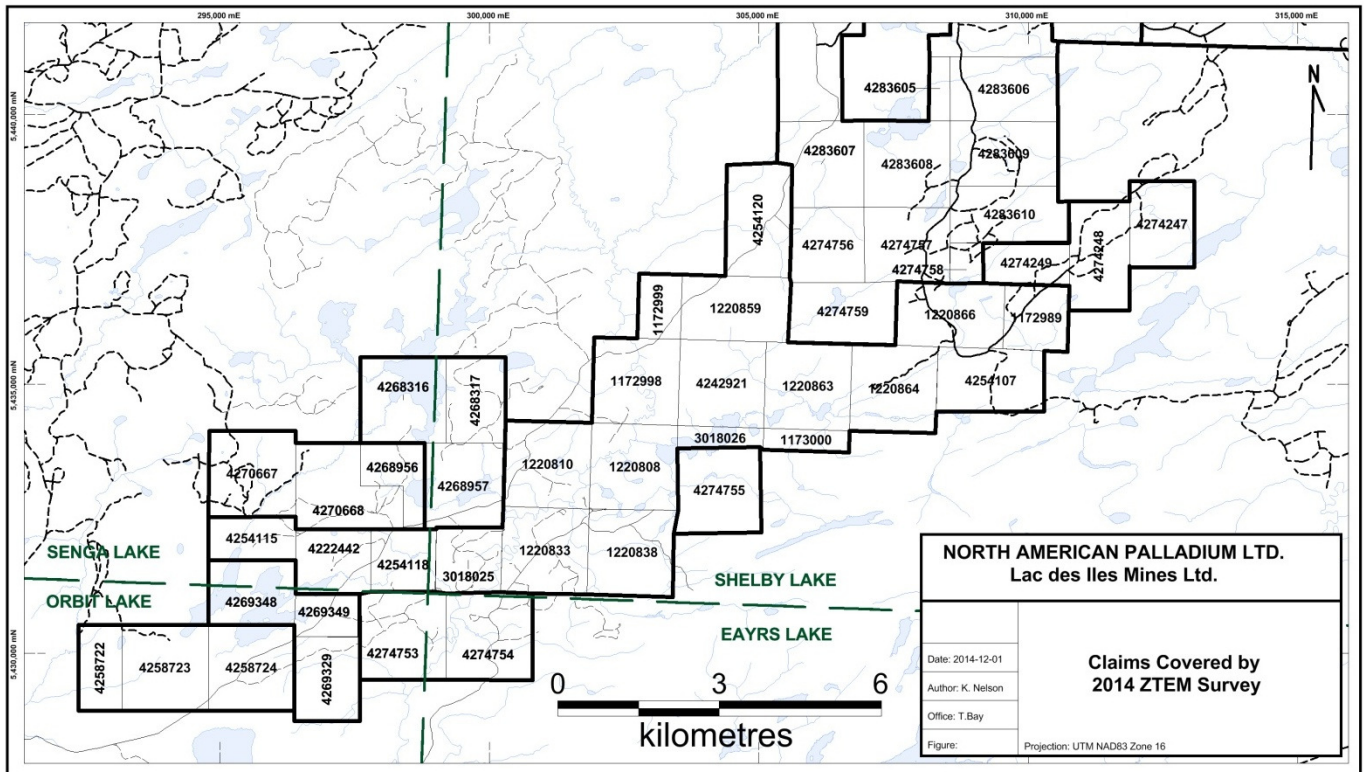 295,000 mE
300,000 mE
305,000 mE
310,000 mE
315,000 mE
5,440,000 mN
5,435,000 mN
5,430,000 mN
N
4283605
4283606
4283607
4283608
4283609
4254120
4283610
4274247
4274756
4274757
4274248
4274758
4274249
1172999
1220859
4274759
1220866
1172989
4268316
4268317
1172998
4242921
1220863
1220864
4254107
3018026
1173000
4270667
4268956
1220810
1220808
4268957
4274755
4270668
4254115
4222442
4254118
3018025
1220833
1220838
SENGA LAKE
SHELBY LAKE
ORBIT LAKE
EAYRS LAKE
4269348
4269349
4258722
4258723
4258724
4269329
4274753
4274754
0 3 6
kilometres
NORTH AMERICAN PALLADIUM LTD.
Lac des Iles Mines Ltd.
Date: 2014-12-01
Author: K. Nelson
Office: T.Bay
Figure:
Claims Covered by
2014 ZTEM Survey
Projection: UTM NAD83 Zone 16